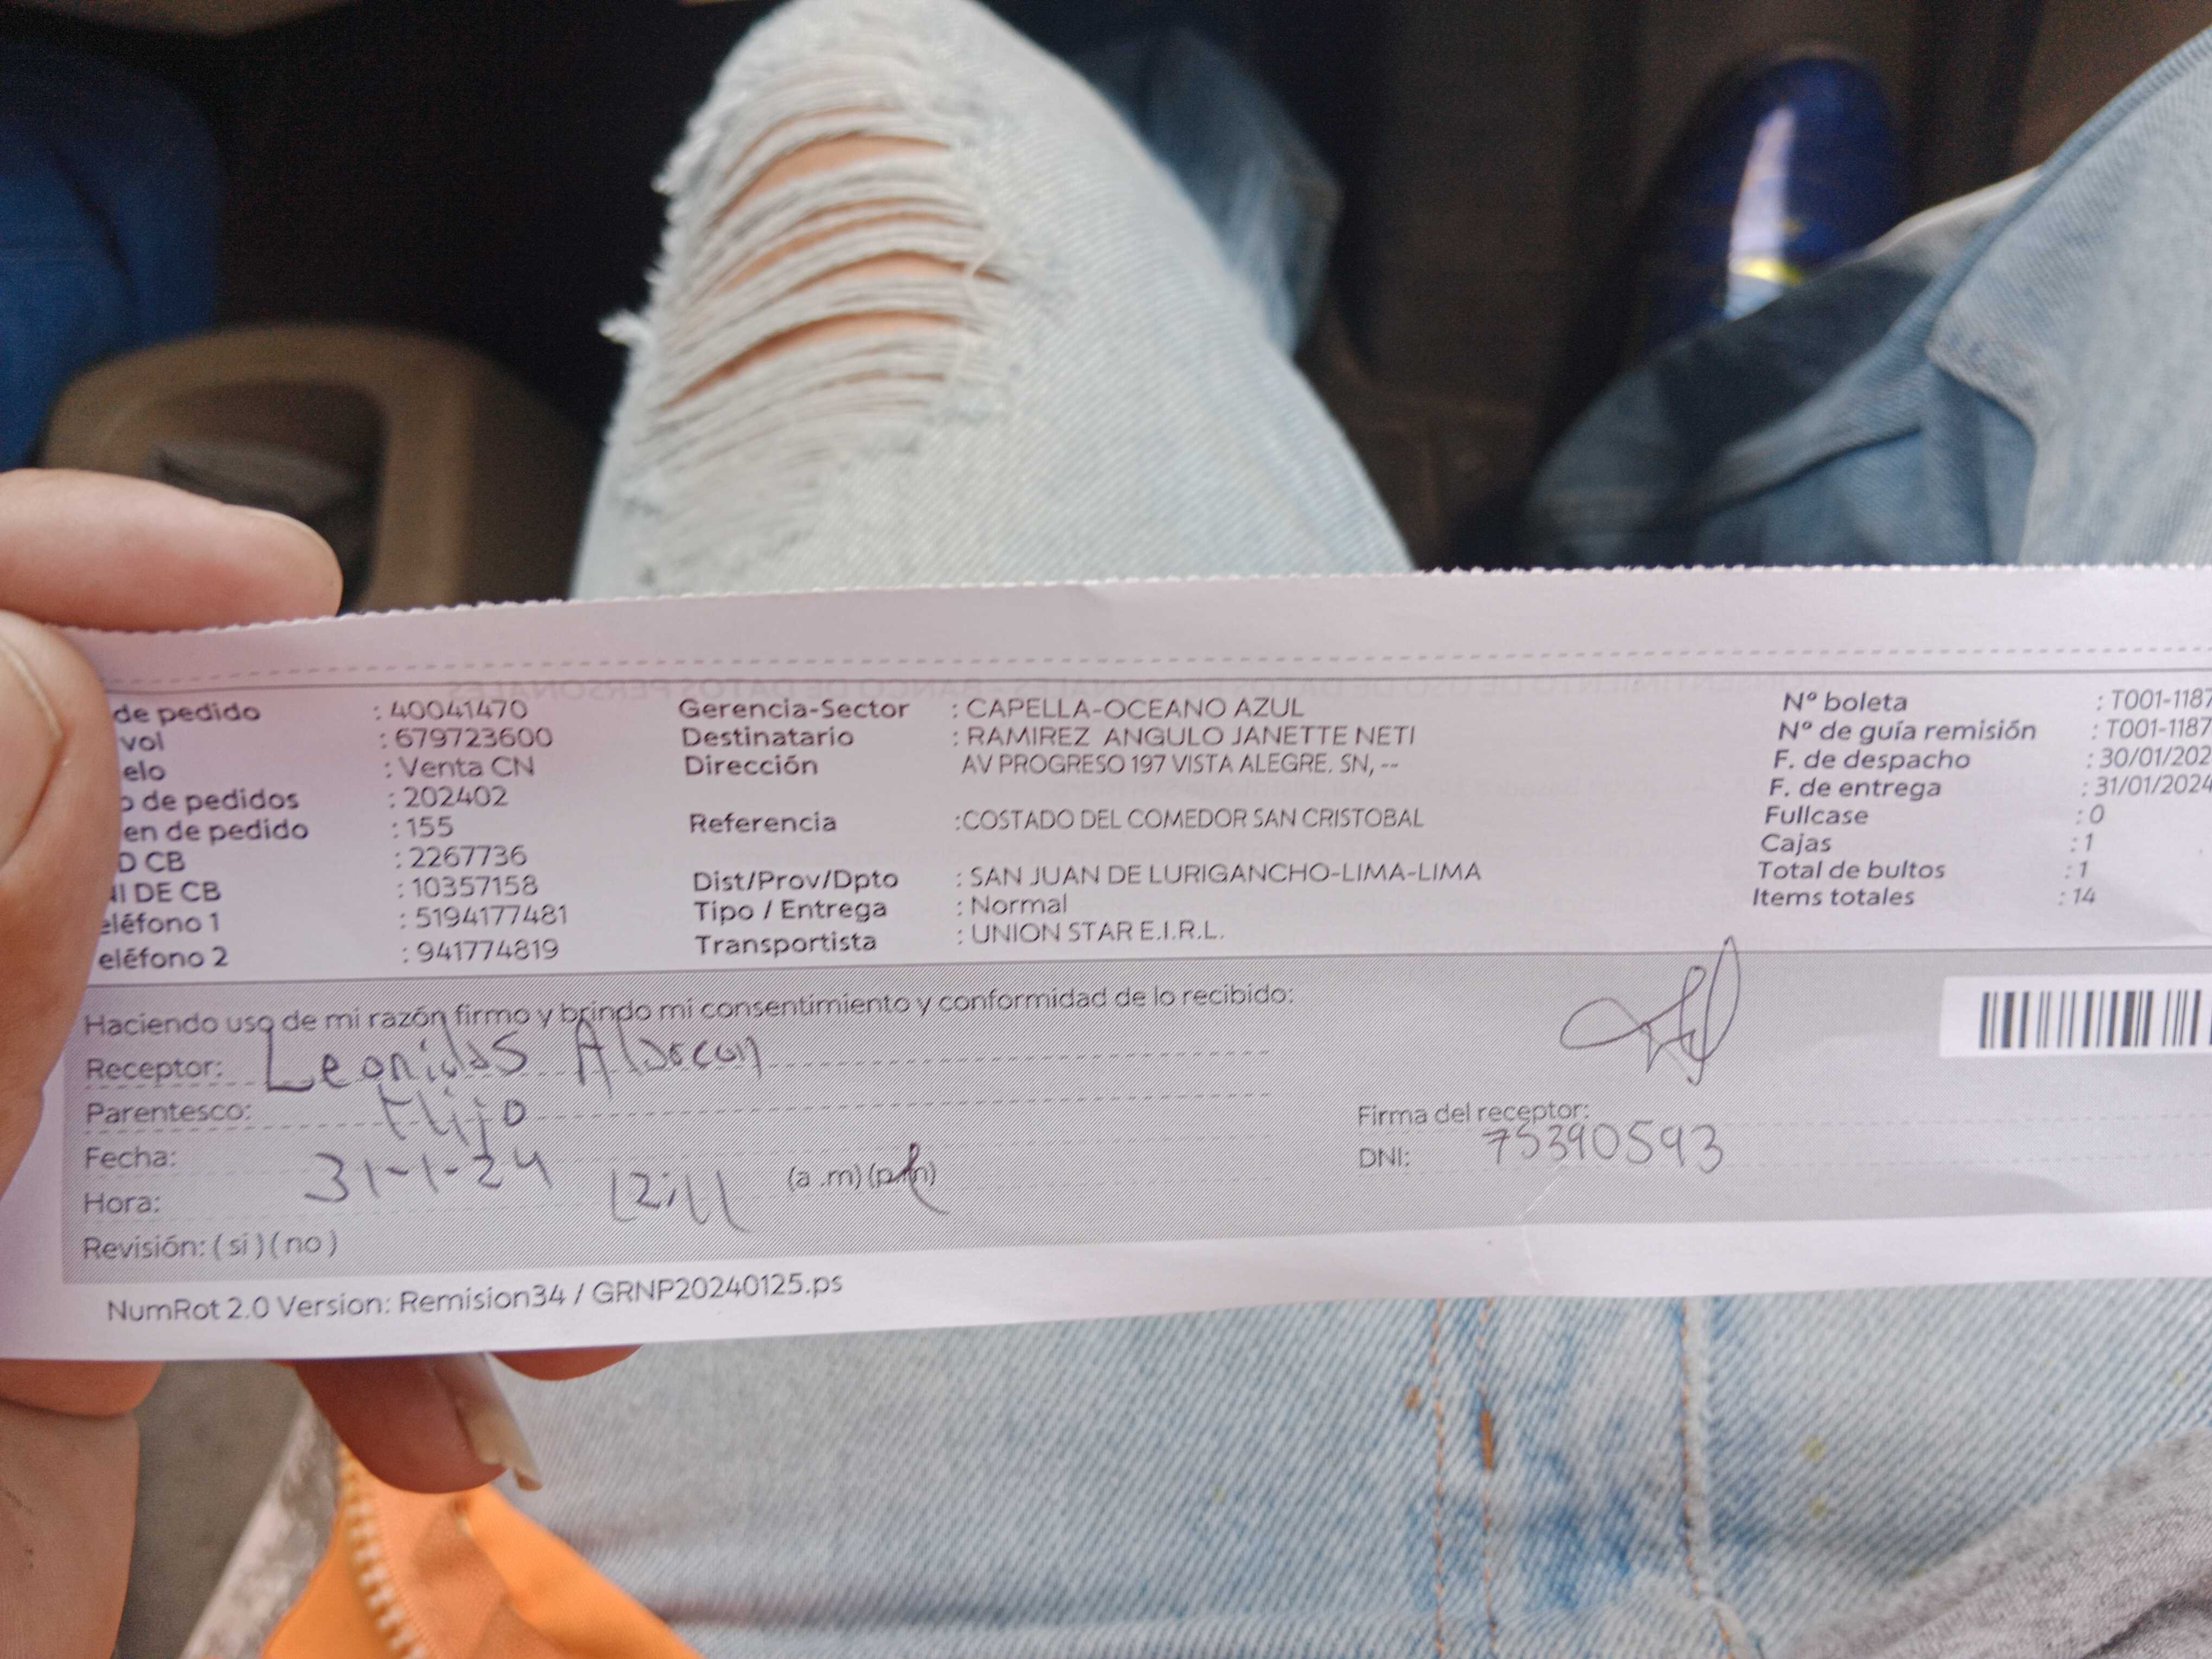 de pedido : 40041470 Gerencia-Sector : CAPELLA-OCEANO AZUL Nº boleta : T001-1187
vol : 679723600 Destinatario : RAMIREZ ANGULO JANETTE NETI Nº de guía remisión : T001-1187
elo : Venta CN Dirección AV PROGRESO 197 VISTA ALEGRE. SN, -- F. de despacho : 30/01/202
o de pedidos : 202402 F. de entrega : 31/01/2024
en de pedido : 155 Referencia :COSTADO DEL COMEDOR SAN CRISTOBAL Fullcase : 0
D CB : 2267736 Cajas : 1
NI DE CB : 10357158 Dist/Prov/Dpto : SAN JUAN DE LURIGANCHO-LIMA-LIMA Total de bultos : 1
eléfono 1 : 5194177481 Tipo / Entrega : Normal Items totales : 14
eléfono 2 : 941774819 Transportista : UNION STAR E.I.R.L.
Haciendo uso de mi razón firmo y brindo mi consentimiento y conformidad de lo recibido:
Receptor: Leonidas Alarcon
Parentesco: Hijo Firma del receptor:
Fecha: 31-1-24 DNI: 75390593
Hora: 12:11 (a .m) (p.m)
Revisión: ( si ) ( no )
NumRot 2.0 Version: Remision34 / GRNP20240125.ps